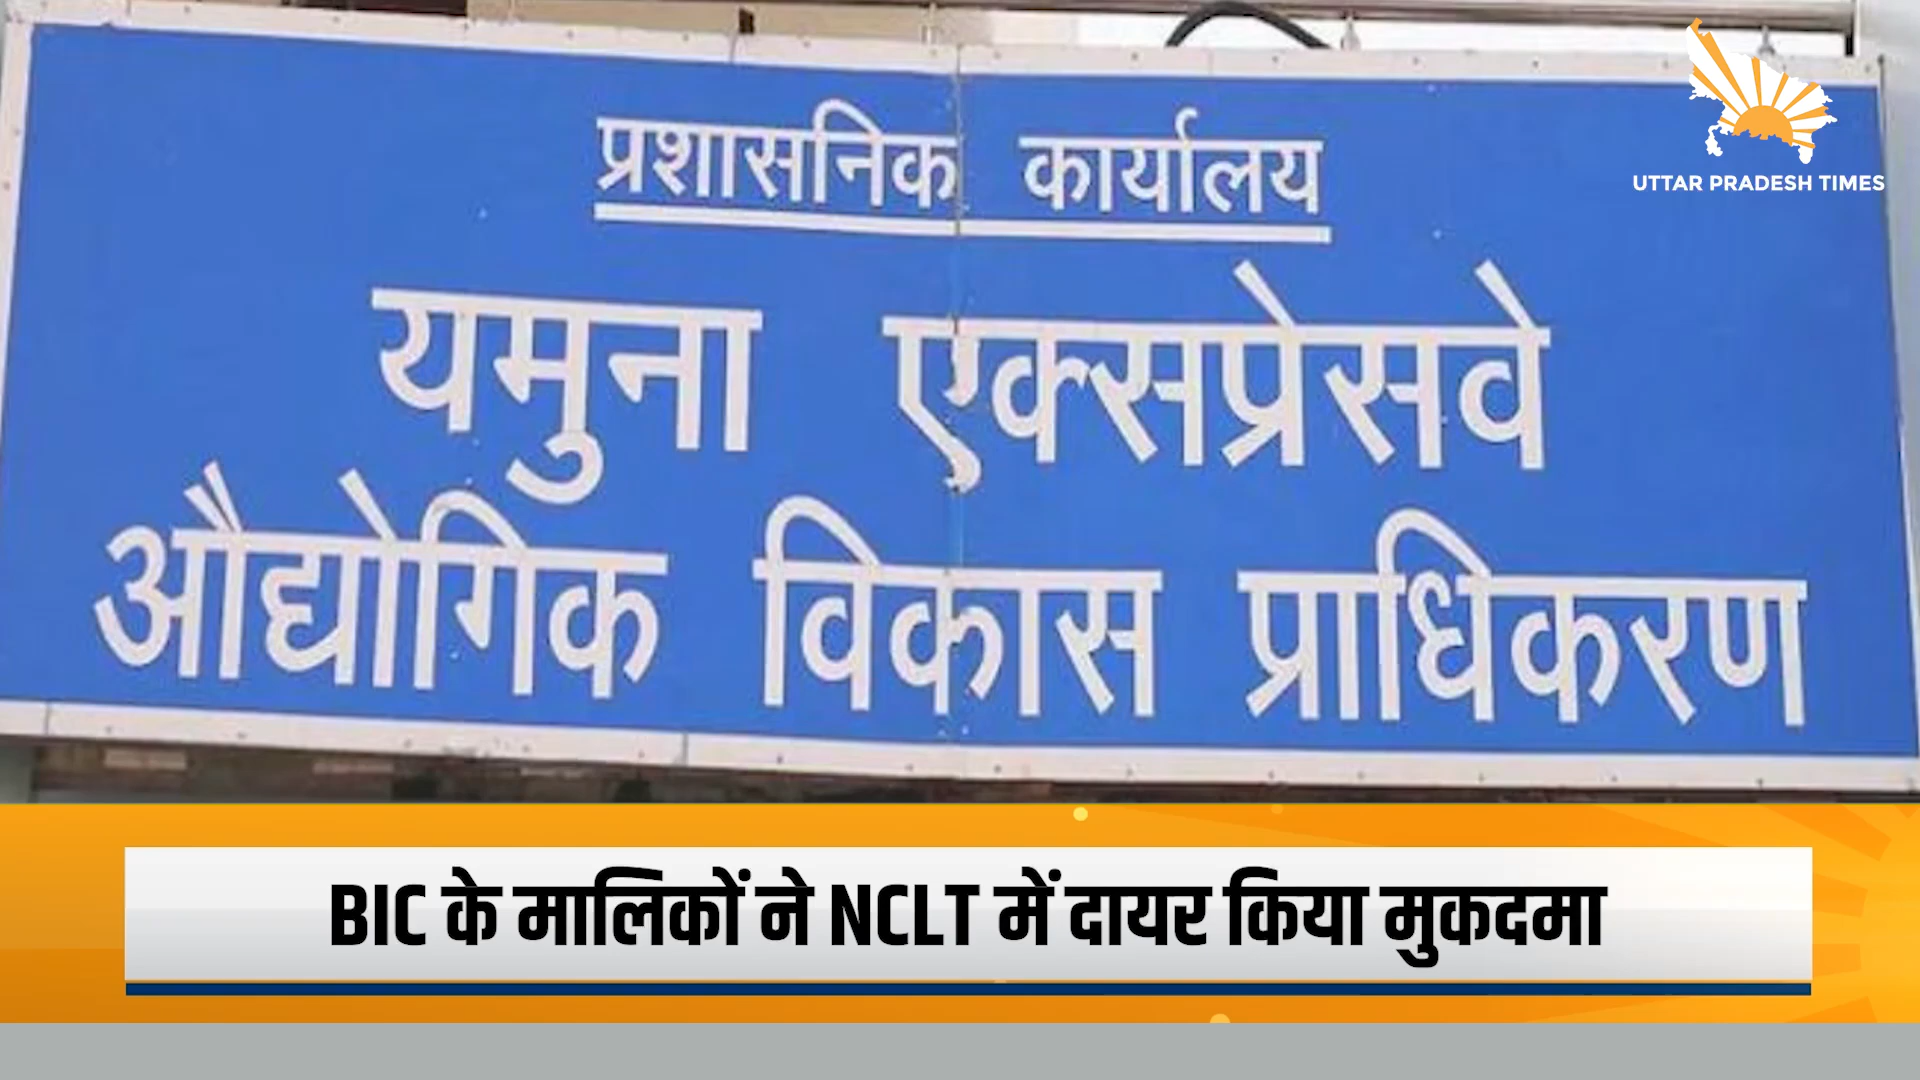 प्रशासनिक कार्यालय
UTTAR PRADESH TIMES
यमुना एक्सप्रेसवे
औद्योगिक विकास प्राधिकरण
BIC के मालिकों ने NCLT में दायर किया मुकदमा